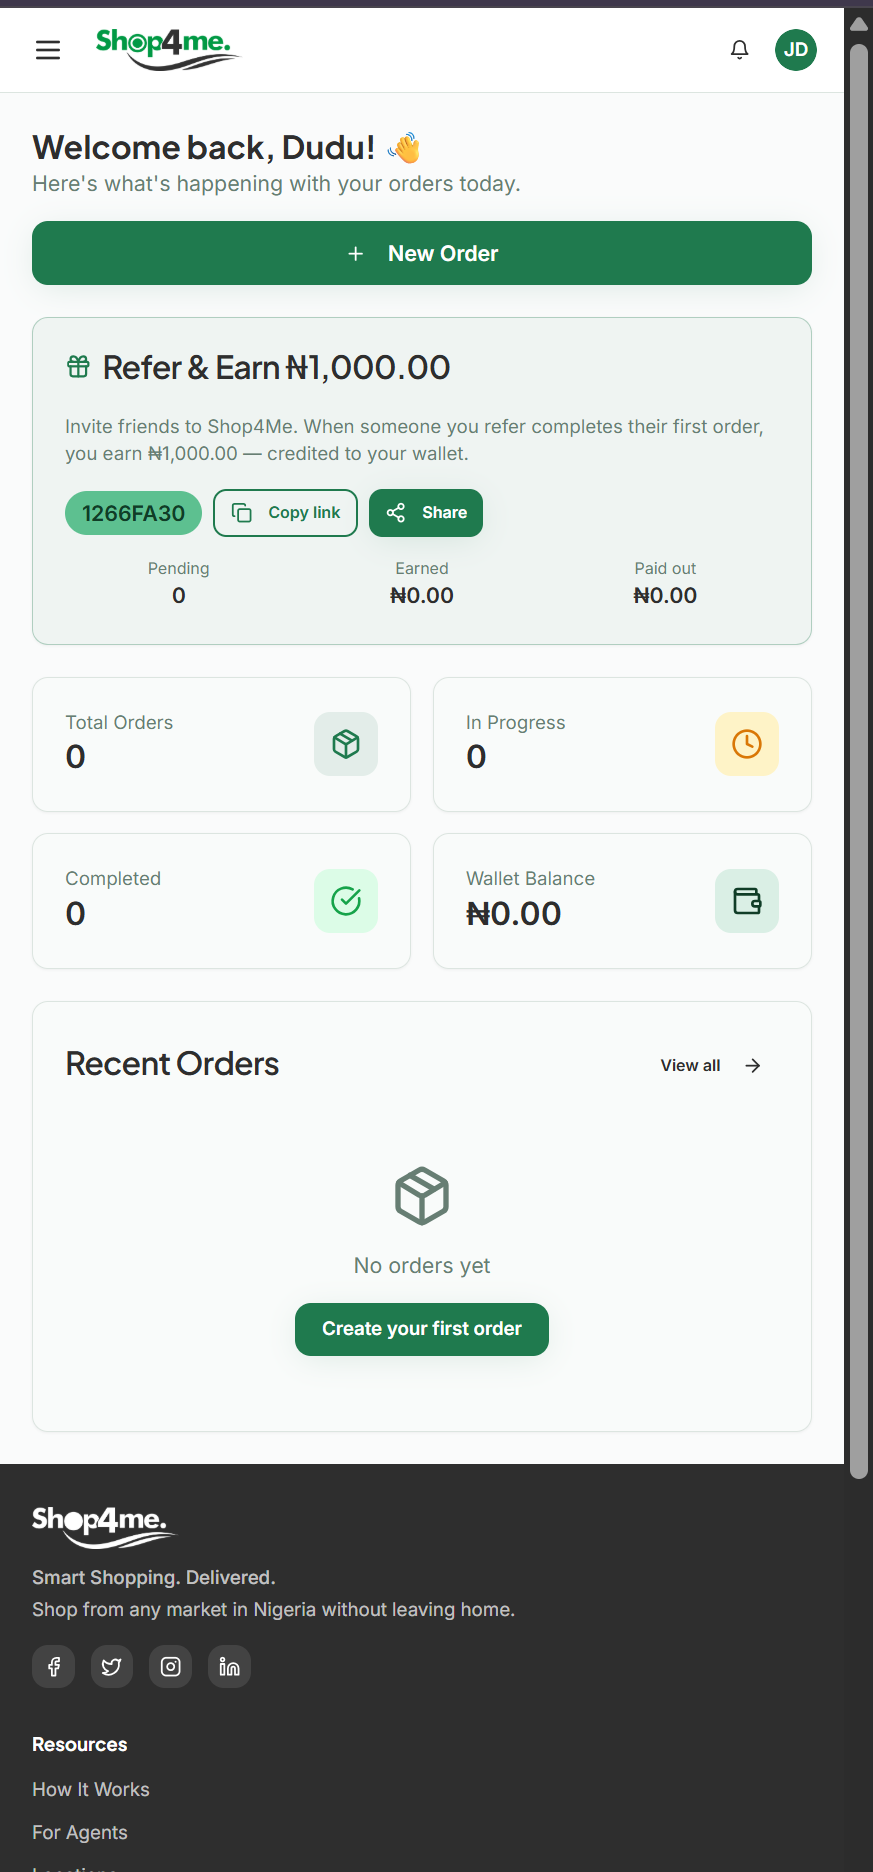 Shop4me.
JD
Welcome back, Dudu! 👋
Here's what's happening with your orders today.
+ New Order
Refer & Earn ₦1,000.00
Invite friends to Shop4Me. When someone you refer completes their first order,
you earn ₦1,000.00 — credited to your wallet.
1266FA30 Copy link Share
Pending Earned Paid out
0 ₦0.00 ₦0.00
Total Orders
0
In Progress
0
Completed
0
Wallet Balance
₦0.00
Recent Orders
View all →
No orders yet
Create your first order
Shop4me.
Smart Shopping. Delivered.
Shop from any market in Nigeria without leaving home.
Resources
How It Works
For Agents